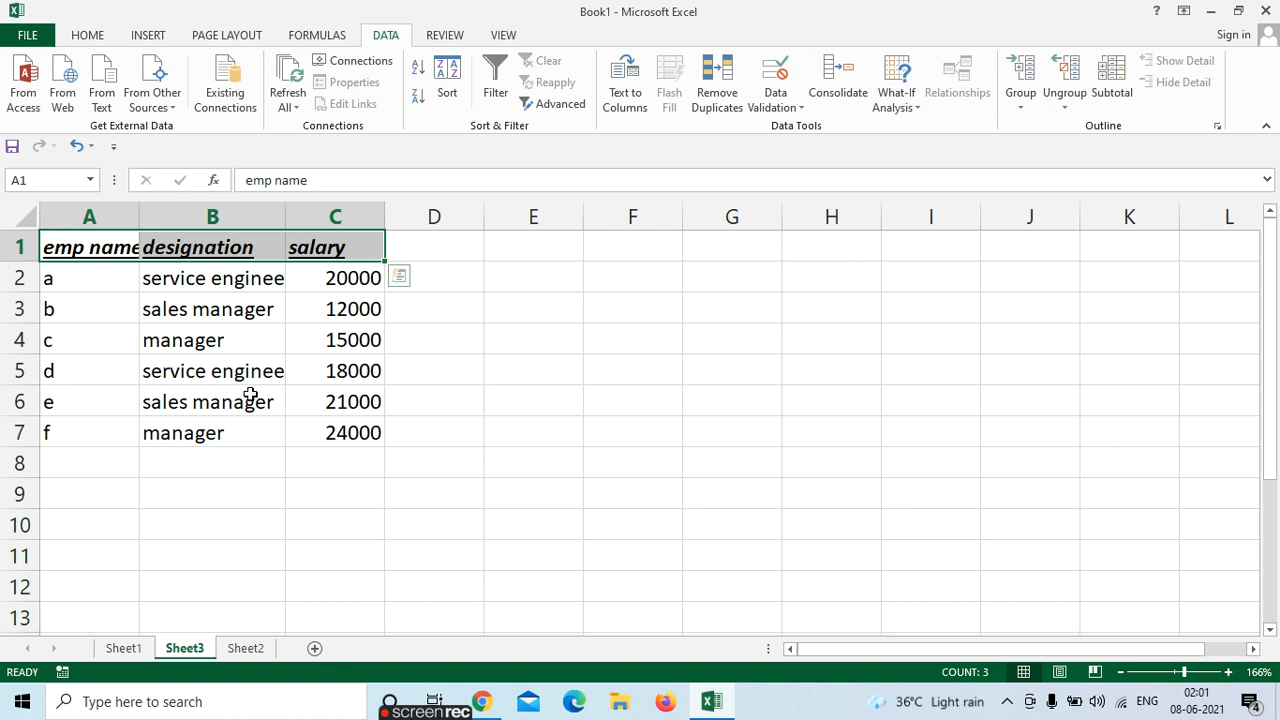 Book1 - Microsoft Excel
?
FILE HOME INSERT PAGE LAYOUT FORMULAS DATA REVIEW VIEW Sign in
From Access
From Web
From Text
From Other Sources
Get External Data
Existing Connections
Refresh All
Connections
Properties
Edit Links
Connections
Sort
Filter
Clear
Reapply
Advanced
Sort & Filter
Text to Columns
Flash Fill
Remove Duplicates
Data Validation
Consolidate
What-If Analysis
Relationships
Data Tools
Group
Ungroup
Subtotal
Show Detail
Hide Detail
Outline
A1 fx emp name
A B C D E F G H I J K L
1 emp name designation salary
2 a service enginee 20000
3 b sales manager 12000
4 c manager 15000
5 d service enginee 18000
6 e sales manager 21000
7 f manager 24000
8
9
10
11
12
13
Sheet1 Sheet3 Sheet2
READY COUNT: 3 166%
Type here to search
screenrec
36°C Light rain
ENG
02:01
08-06-2021
4